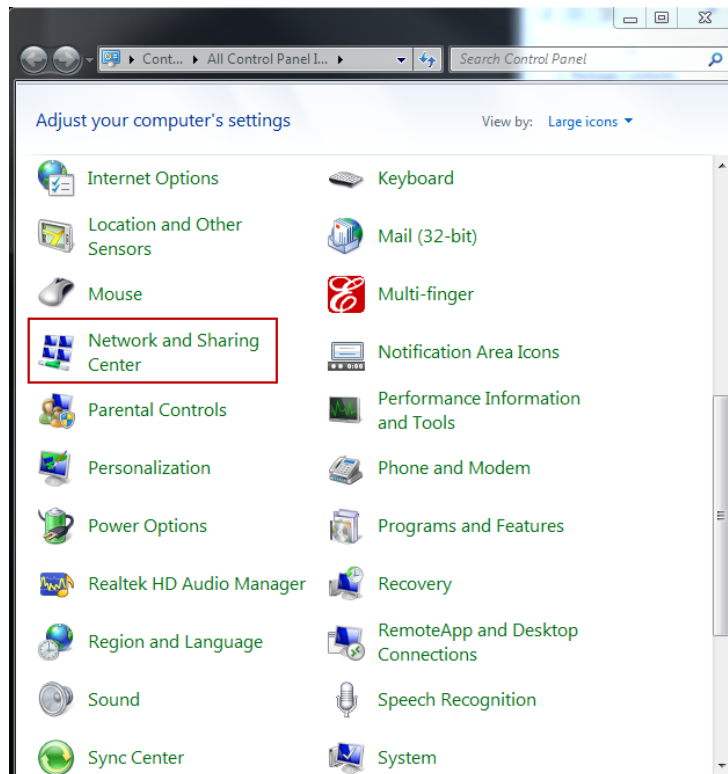 Cont... All Control Panel I... Search Control Panel
Adjust your computer's settings View by: Large icons
Internet Options
Keyboard
Location and Other
Sensors
Mail (32-bit)
Mouse
Multi-finger
Network and Sharing
Center
Notification Area Icons
Parental Controls
Performance Information
and Tools
Personalization
Phone and Modem
Power Options
Programs and Features
Realtek HD Audio Manager
Recovery
Region and Language
RemoteApp and Desktop
Connections
Sound
Speech Recognition
Sync Center
System